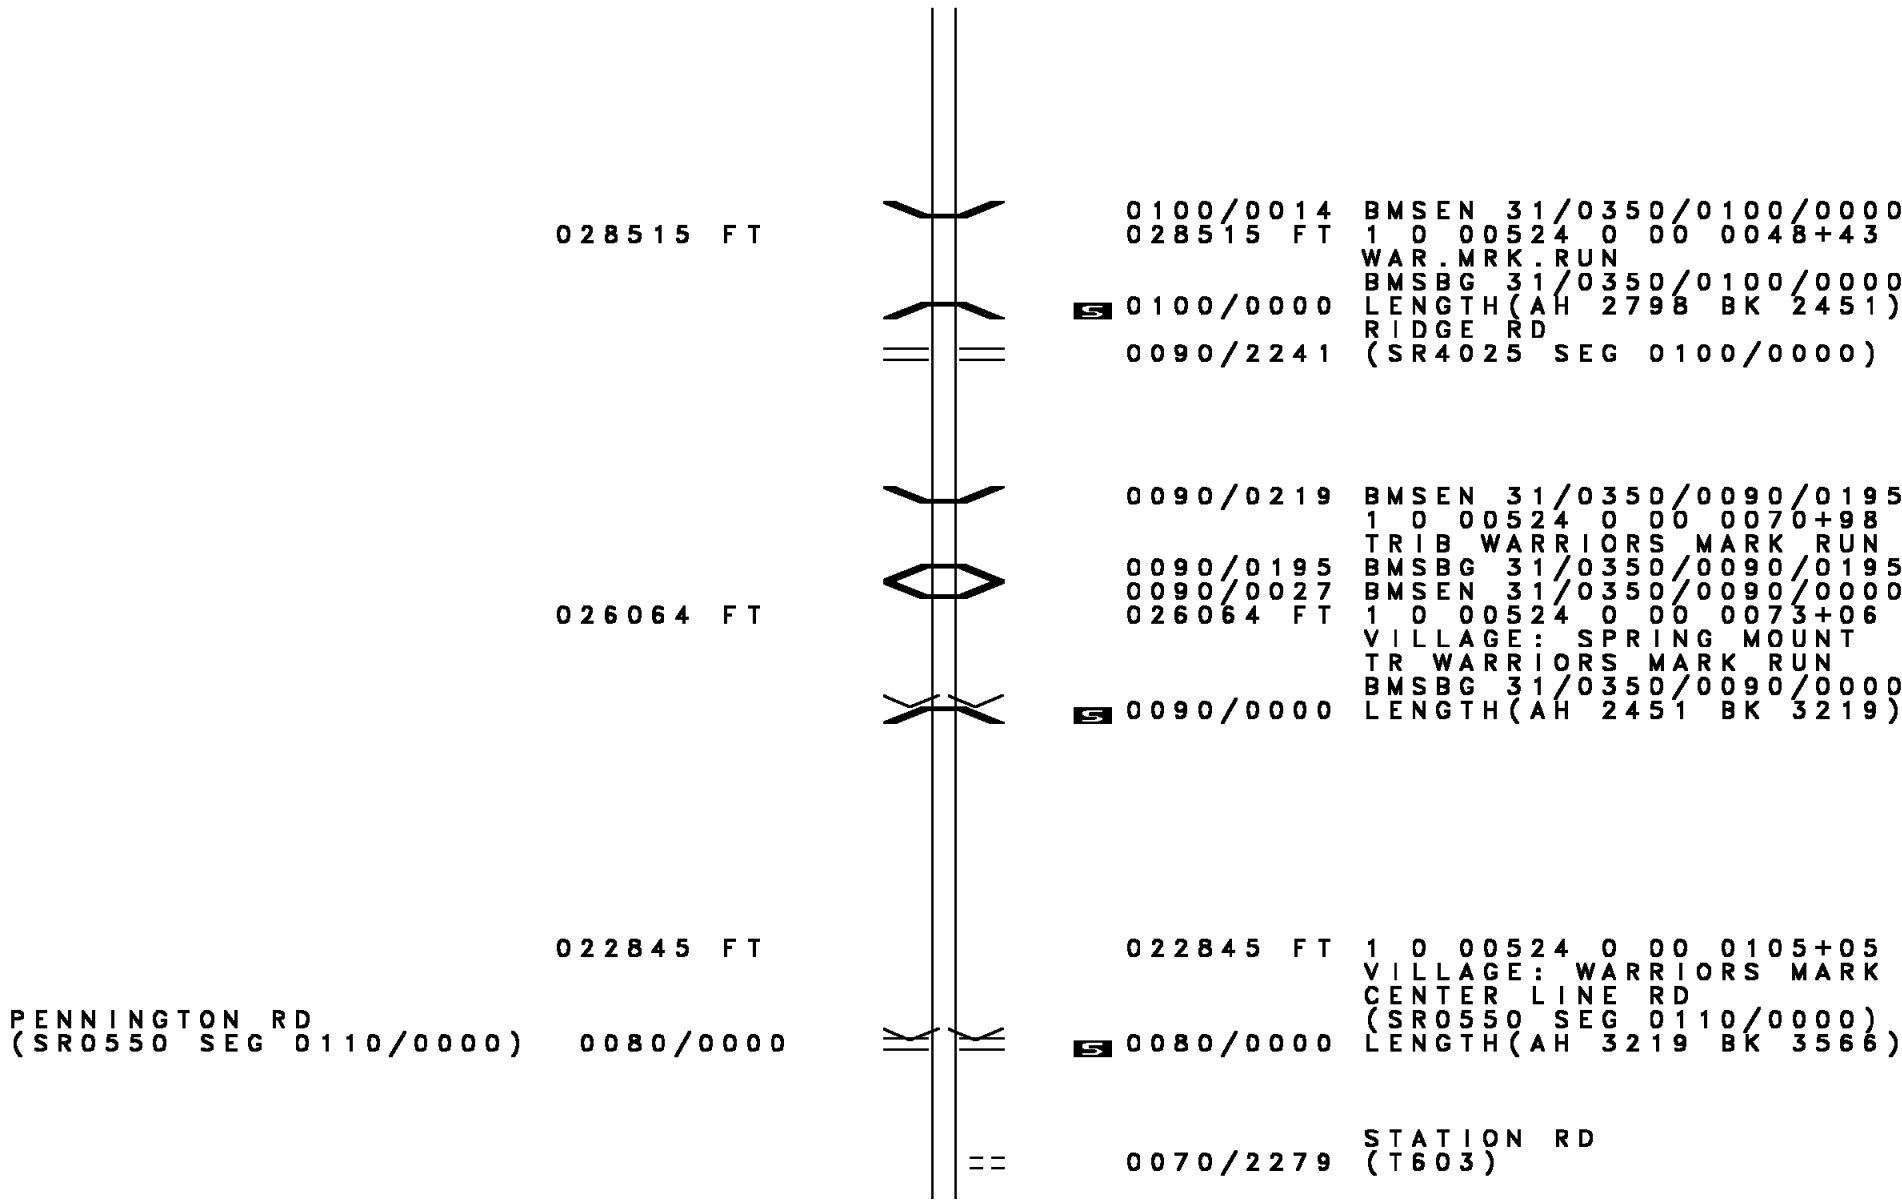 0100/0014 BMSEN 31/0350/0100/0000
028515 FT 028515 FT 1 0 00524 0 00 0048+43
WAR.MRK.RUN
BMSBG 31/0350/0100/0000
S 0100/0000 LENGTH(AH 2798 BK 2451)
RIDGE RD
0090/2241 (SR4025 SEG 0100/0000)
0090/0219 BMSEN 31/0350/0090/0195
1 0 00524 0 00 0070+98
TRIB WARRIORS MARK RUN
0090/0195 BMSBG 31/0350/0090/0195
0090/0027 BMSEN 31/0350/0090/0000
026064 FT 026064 FT 1 0 00524 0 00 0073+06
VILLAGE: SPRING MOUNT
TR WARRIORS MARK RUN
BMSBG 31/0350/0090/0000
S 0090/0000 LENGTH(AH 2451 BK 3219)
022845 FT 022845 FT 1 0 00524 0 00 0105+05
VILLAGE: WARRIORS MARK
CENTER LINE RD
PENNINGTON RD (SR0550 SEG 0110/0000)
(SR0550 SEG 0110/0000) 0080/0000 S 0080/0000 LENGTH(AH 3219 BK 3566)
STATION RD
0070/2279 (T603)